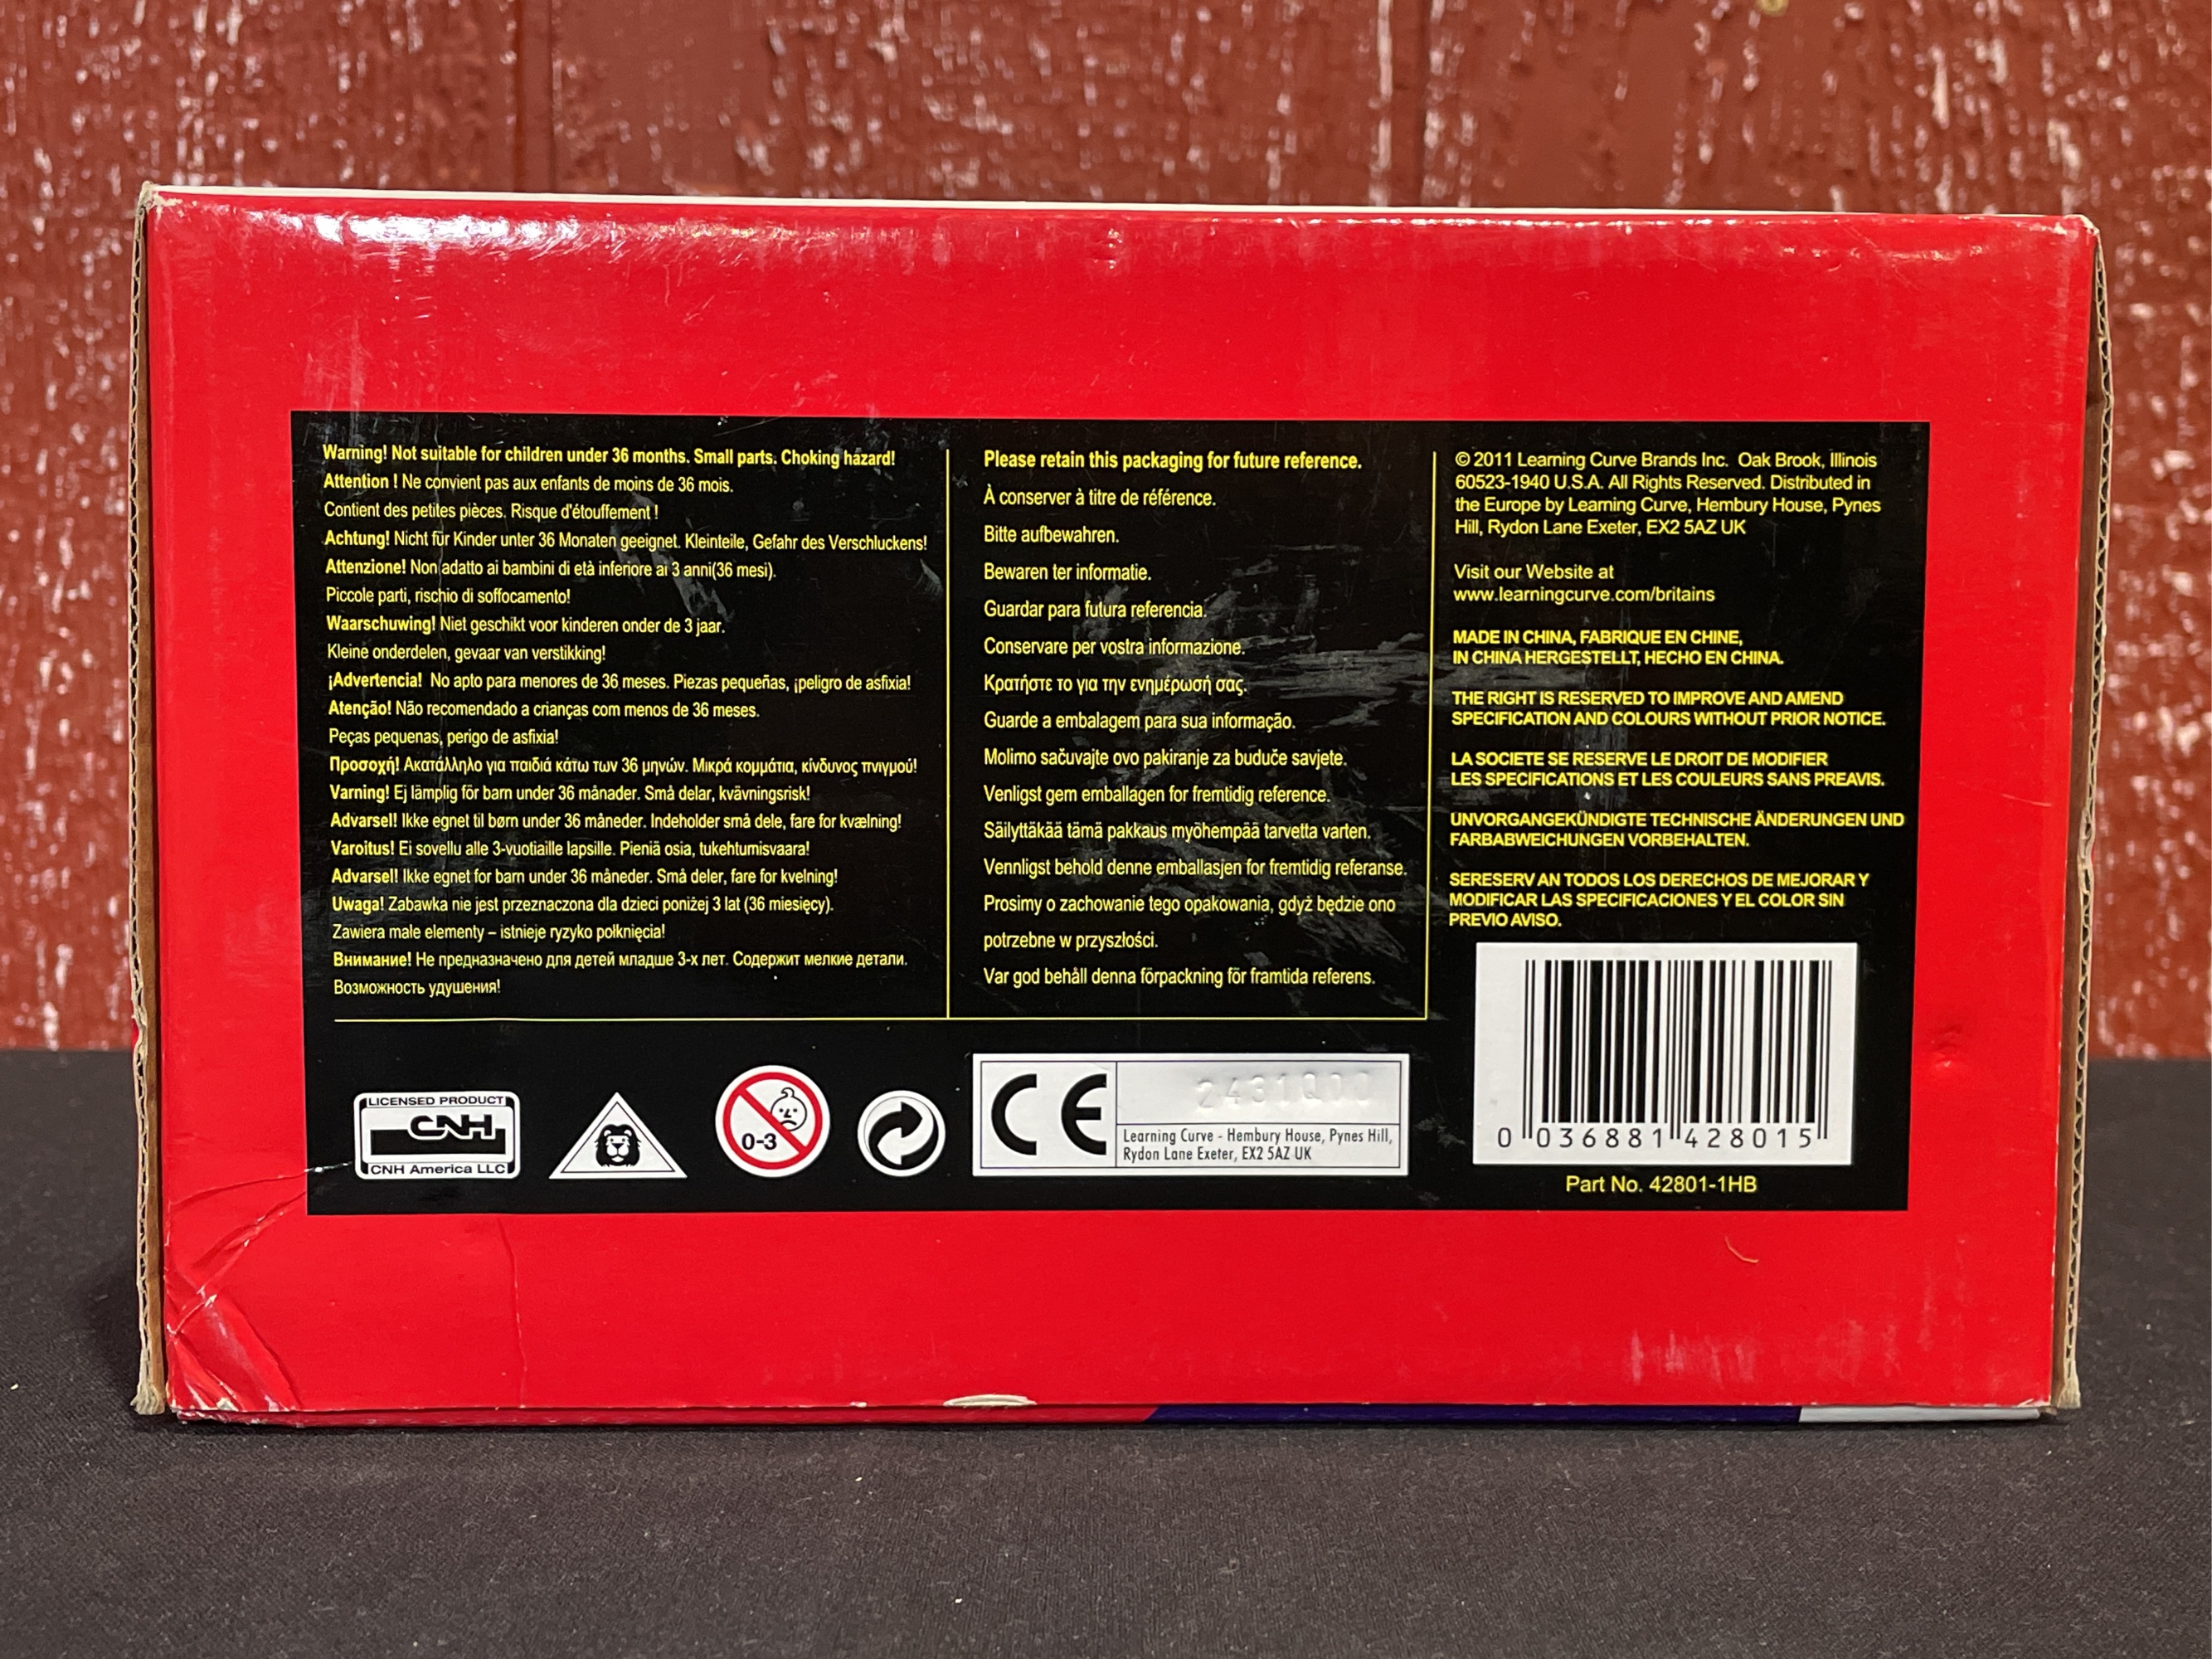 Warning! Not suitable for children under 36 months. Small parts. Choking hazard!
Attention ! Ne convient pas aux enfants de moins de 36 mois.
Contient des petites pièces. Risque d'étouffement !
Achtung! Nicht für Kinder unter 36 Monaten geeignet. Kleinteile, Gefahr des Verschluckens!
Attenzione! Non adatto ai bambini di età inferiore ai 3 anni(36 mesi).
Piccole parti, rischio di soffocamento!
Waarschuwing! Niet geschikt voor kinderen onder de 3 jaar.
Kleine onderdelen, gevaar van verstikking!
¡Advertencia! No apto para menores de 36 meses. Piezas pequeñas, ¡peligro de asfixia!
Atenção! Não recomendado a crianças com menos de 36 meses.
Peças pequenas, perigo de asfixia!
Προσοχή! Ακατάλληλο για παιδιά κάτω των 36 μηνών. Μικρά κομμάτια, κίνδυνος πνιγμού!
Varning! Ej lämplig för barn under 36 månader. Små delar, kvävningsrisk!
Advarsel! Ikke egnet til børn under 36 måneder. Indeholder små dele, fare for kvælning!
Varoitus! Ei sovellu alle 3-vuotiaille lapsille. Pieniä osia, tukehtumisvaara!
Advarsel! Ikke egnet for barn under 36 måneder. Små deler, fare for kvelning!
Uwaga! Zabawka nie jest przeznaczona dla dzieci poniżej 3 lat (36 miesięcy).
Zawiera małe elementy – istnieje ryzyko połknięcia!
Внимание! Не предназначено для детей младше 3-х лет. Содержит мелкие детали.
Возможность удушения!
Please retain this packaging for future reference.
À conserver à titre de référence.
Bitte aufbewahren.
Bewaren ter informatie.
Guardar para futura referencia.
Conservare per vostra informazione.
Κρατήστε το για την ενημέρωσή σας.
Guarde a embalagem para sua informação.
Molimo sačuvajte ovo pakiranje za buduče savjete.
Venligst gem emballagen for fremtidig reference.
Säilyttäkää tämä pakkaus myöhempää tarvetta varten.
Vennligst behold denne emballasjen for fremtidig referanse.
Prosimy o zachowanie tego opakowania, gdyż będzie ono
potrzebne w przyszłości.
Var god behåll denna förpackning för framtida referens.
© 2011 Learning Curve Brands Inc. Oak Brook, Illinois
60523-1940 U.S.A. All Rights Reserved. Distributed in
the Europe by Learning Curve, Hembury House, Pynes
Hill, Rydon Lane Exeter, EX2 5AZ UK
Visit our Website at
www.learningcurve.com/britains
MADE IN CHINA, FABRIQUE EN CHINE,
IN CHINA HERGESTELLT, HECHO EN CHINA.
THE RIGHT IS RESERVED TO IMPROVE AND AMEND
SPECIFICATION AND COLOURS WITHOUT PRIOR NOTICE.
LA SOCIETE SE RESERVE LE DROIT DE MODIFIER
LES SPECIFICATIONS ET LES COULEURS SANS PREAVIS.
UNVORGANGEKÜNDIGTE TECHNISCHE ÄNDERUNGEN UND
FARBABWEICHUNGEN VORBEHALTEN.
SERESERV AN TODOS LOS DERECHOS DE MEJORAR Y
MODIFICAR LAS SPECIFICACIONES Y EL COLOR SIN
PREVIO AVISO.
LICENSED PRODUCT
CNH
CNH America LLC
0-3
CE
Learning Curve - Hembury House, Pynes Hill,
Rydon Lane Exeter, EX2 5AZ UK
0 036881 428015
Part No. 42801-1HB